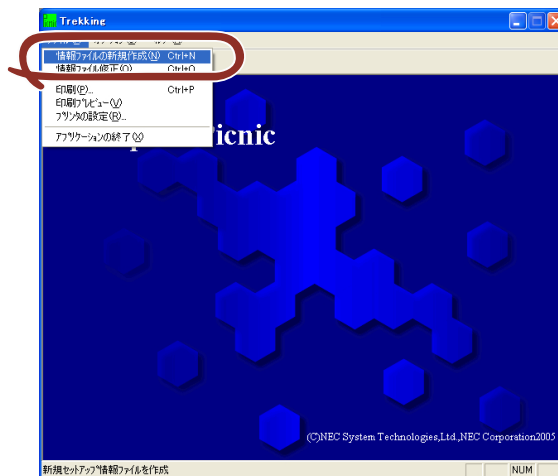 Trekking
情報ファイルの新規作成(N) Ctrl+N
情報ファイル修正(O) Ctrl+O
印刷(P)... Ctrl+P
印刷プレビュー(V)
プリンタの設定(R)...
アプリケーションの終了(X)
icnic
(C)NEC System Technologies,Ltd.,NEC Corporation2005
新規セットアップ情報ファイルを作成
NUM